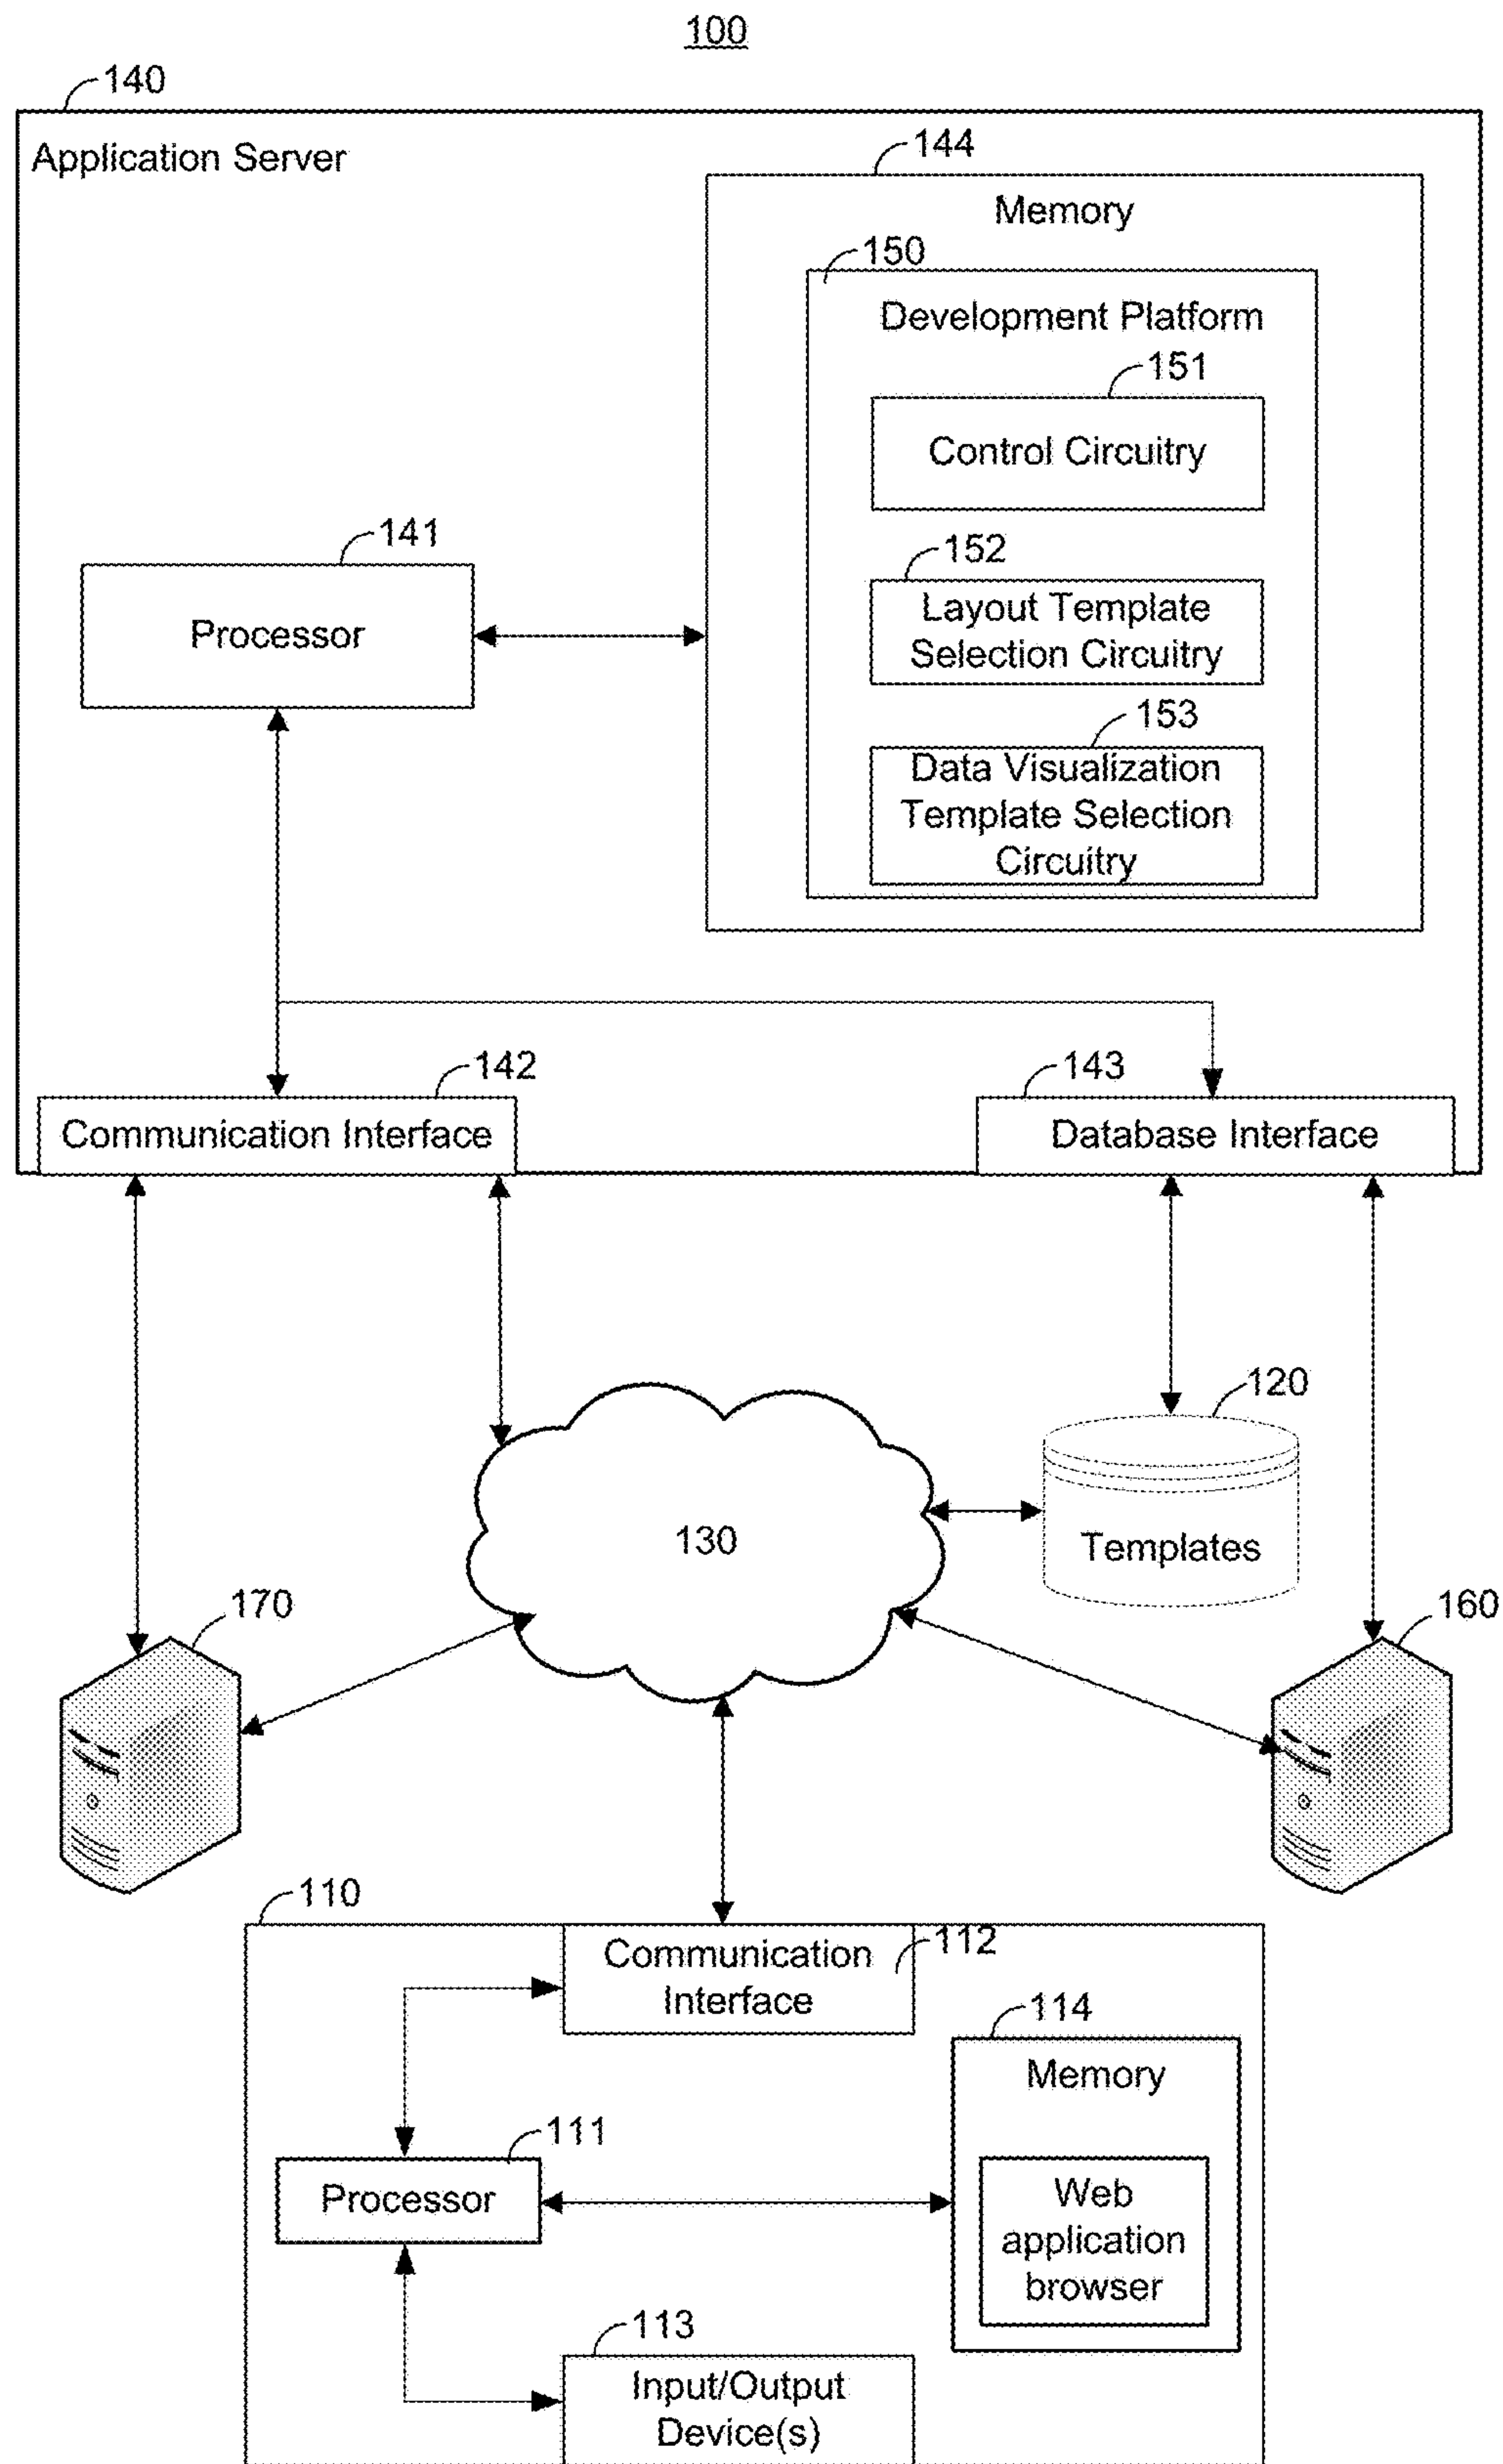 100
140
Application Server
144
Memory
150
Development Platform
151
Control Circuitry
141
Processor
152
Layout Template
Selection Circuitry
153
Data Visualization
Template Selection
Circuitry
142
Communication Interface
143
Database Interface
120
Templates
130
170
160
110
Communication
Interface
112
114
Memory
111
Processor
Web
application
browser
113
Input/Output
Device(s)